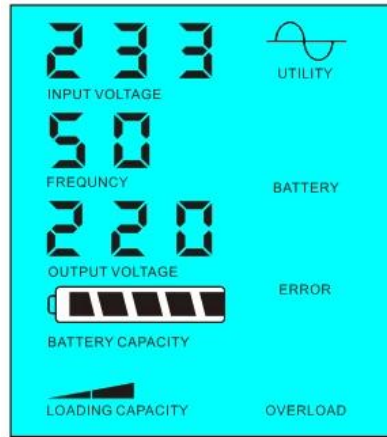 233
UTILITY
INPUT VOLTAGE
50
FREQUNCY
BATTERY
220
OUTPUT VOLTAGE
ERROR
BATTERY CAPACITY
LOADING CAPACITY
OVERLOAD